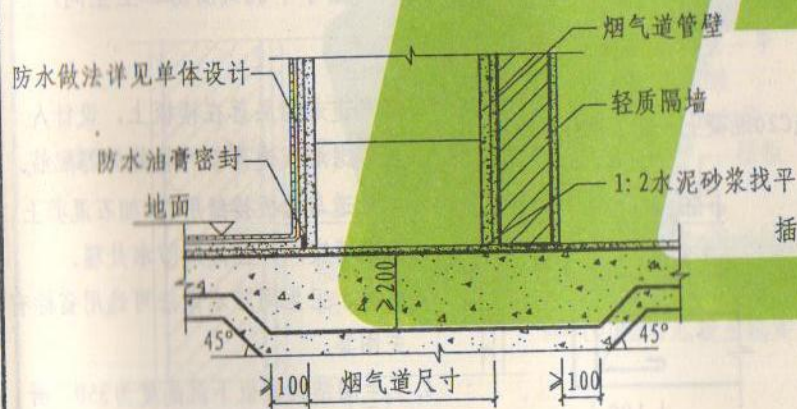 烟气道管壁
防水做法详见单体设计
轻质隔墙
防水油膏密封
1:2水泥砂浆找平
地面
插
≥200
45°
45°
≥100
烟气道尺寸
≥100